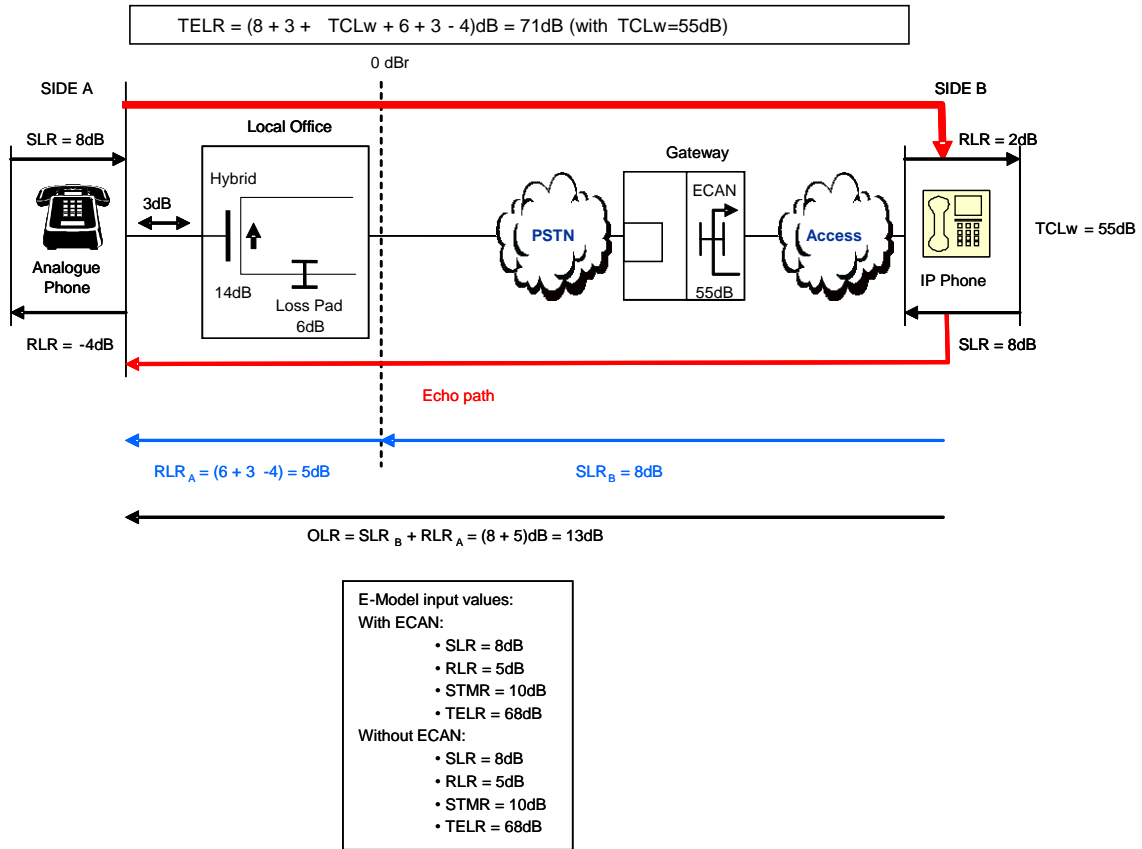 TELR = (8 + 3 + TCLw + 6 + 3 - 4)dB = 71dB (with TCLw=55dB)
0 dBr
SIDE A
SIDE B
SLR = 8dB
Local Office
RLR = 2dB
Gateway
Hybrid
ECAN
3dB
PSTN
Access
TCLw = 55dB
Analogue
Phone
IP Phone
14dB
Loss Pad
6dB
55dB
RLR = -4dB
SLR = 8dB
Echo path
RLR A = (6 + 3 -4) = 5dB
SLR B = 8dB
OLR = SLR B + RLR A = (8 + 5)dB = 13dB
E-Model input values:
With ECAN:
• SLR = 8dB
• RLR = 5dB
• STMR = 10dB
• TELR = 68dB
Without ECAN:
• SLR = 8dB
• RLR = 5dB
• STMR = 10dB
• TELR = 68dB